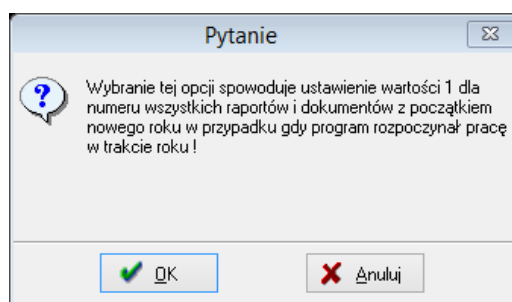 Pytanie
Wybranie tej opcji spowoduje ustawienie wartości 1 dla
numeru wszystkich raportów i dokumentów z początkiem
nowego roku w przypadku gdy program rozpoczynał pracę
w trakcie roku !
OK
Anuluj